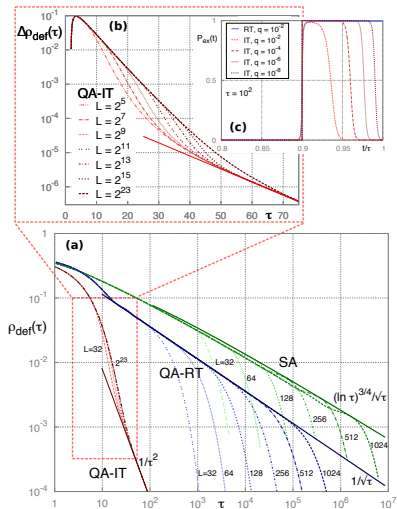 Δρdef(τ)
(b)
10^-1
10^-2
10^-3
10^-4
10^-5
10^-6
QA-IT
L = 2^5
L = 2^7
L = 2^9
L = 2^11
L = 2^13
L = 2^15
L = 2^23
0
10
20
30
40
50
60
70
τ
Pex(t)
1
0.5
0
RT, q = 10^-2
IT, q = 10^-2
IT, q = 10^-4
IT, q = 10^-6
IT, q = 10^-8
τ = 10^2
(c)
0.8
0.85
0.9
0.95
t/τ
1
(a)
1
10^-1
ρdef(τ)
10^-2
10^-3
10^-4
L=32
2^23
QA-RT
SA
L=32
64
128
256
512
1024
(ln τ)^3/4/√τ
1/τ^2
QA-IT
L=32
64
128
256
512
1024
1/√τ
1
10
10^2
10^3
τ
10^4
10^5
10^6
10^7